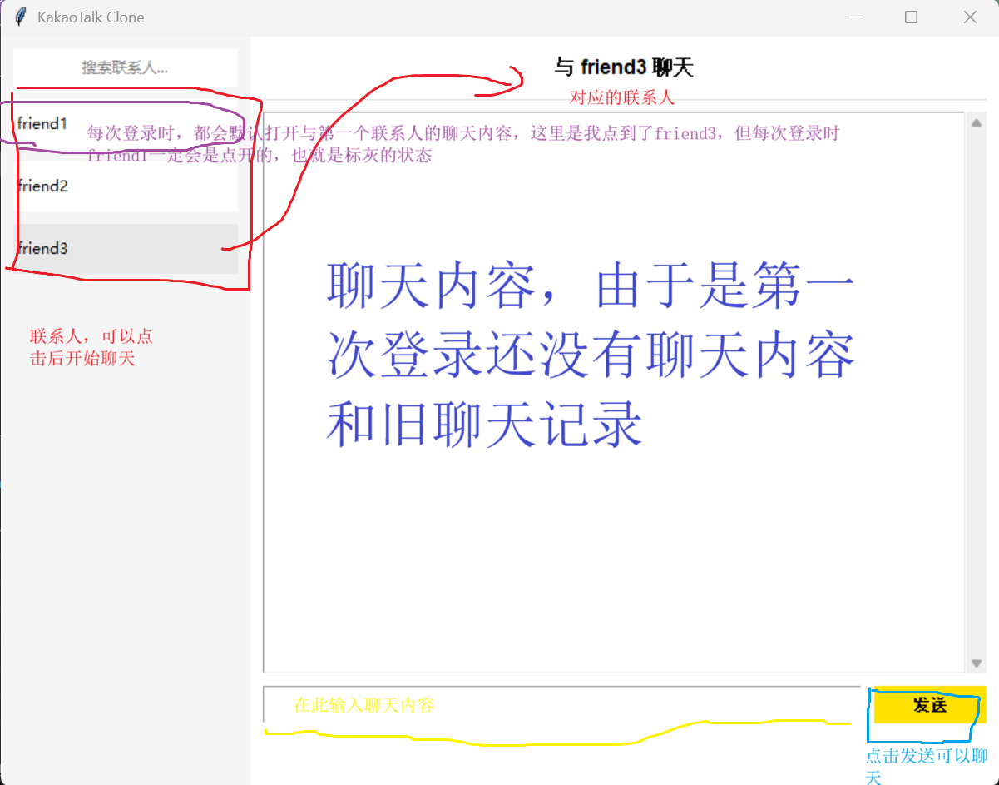 KakaoTalk Clone
搜索联系人...
与 friend3 聊天
对应的联系人
friend1
每次登录时，都会默认打开与第一个联系人的聊天内容，这里是我点到了friend3，但每次登录时
friend1一定会是点开的，也就是标灰的状态
friend2
friend3
聊天内容，由于是第一
次登录还没有聊天内容
和旧聊天记录
联系人，可以点
击后开始聊天
在此输入聊天内容
发送
点击发送可以聊
天